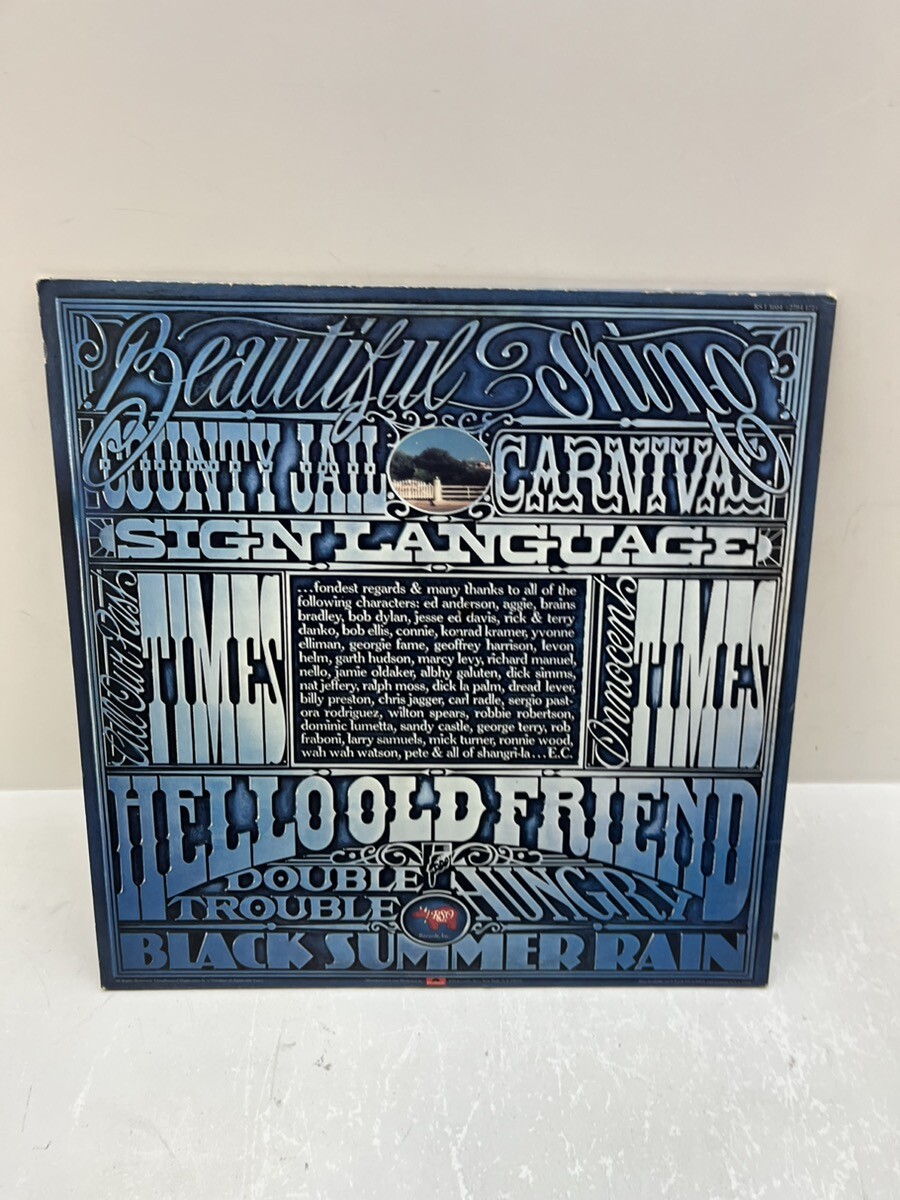 Beautiful Thing
COUNTY JAIL CARNIVAL
SIGN LANGUAGE
All Our Past TIMES
...fondest regards & many thanks to all of the
following characters: ed anderson, aggie, brains
bradley, bob dylan, jesse ed davis, rick & terry
danko, bob ellis, connie, konrad kramer, yvonne
elliman, georgie fame, geoffrey harrison, levon
helm, garth hudson, marcy levy, richard manuel,
nello, jamie oldaker, albhy galuten, dick simms,
nat jeffery, ralph moss, dick la palm, dread lever,
billy preston, chris jagger, carl radle, sergio past-
ora rodriguez, wilton spears, robbie robertson,
dominic lumetta, sandy castle, george terry, rob
fraboni, larry samuels, mick turner, ronnie wood,
wah wah watson, pete & all of shangri-la...E.C.
Innocent TIMES
HELLO OLD FRIEND
DOUBLE TROUBLE
HUNGRY
RSO
Records, Inc.
BLACK SUMMER RAIN